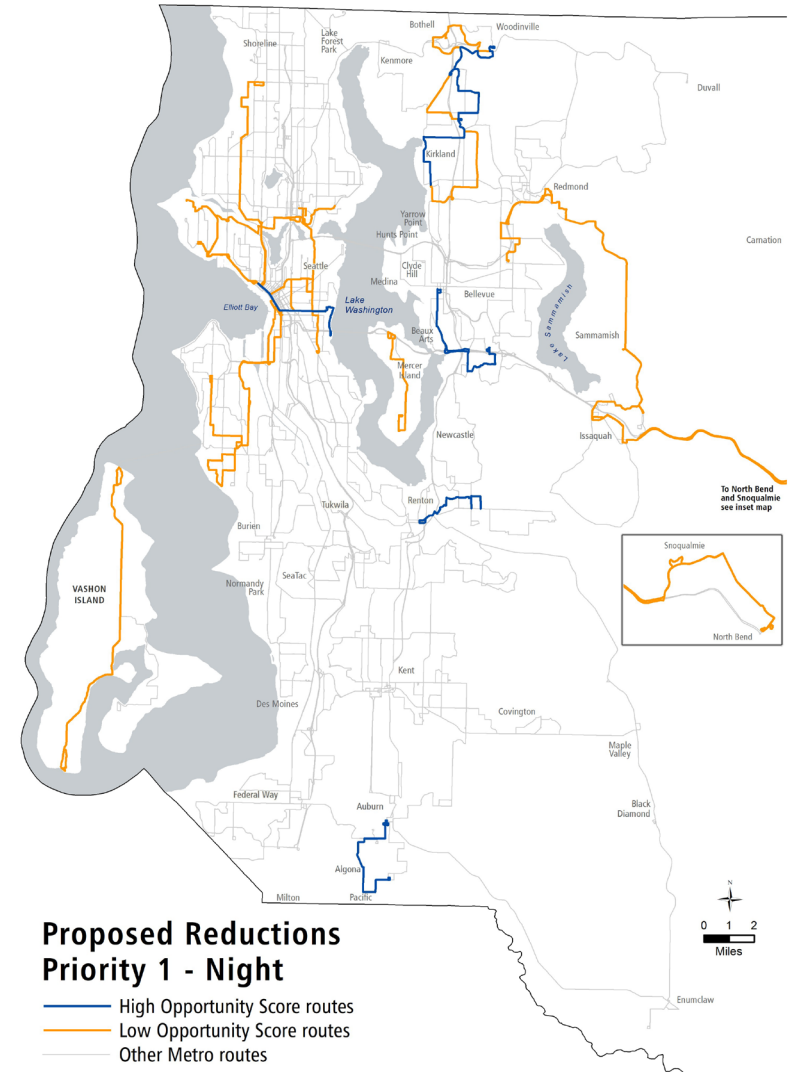 Bothell
Woodinville
Lake
Forest
Park
Shoreline
Kenmore
Duvall
Kirkland
Redmond
Yarrow
Point
Hunts Point
Carnation
Clyde
Hill
Seattle
Medina
Bellevue
Elliott Bay
Lake
Washington
Lake Sammamish
Beaux
Arts
Sammamish
Mercer
Island
Newcastle
Issaquah
To North Bend
and Snoqualmie
see inset map
Renton
Tukwila
Burien
Snoqualmie
North Bend
SeaTac
Normandy
Park
VASHON
ISLAND
Kent
Des Moines
Covington
Maple
Valley
Federal Way
Auburn
Black
Diamond
Algona
Milton
Pacific
N
0 1 2
Miles
Enumclaw
Proposed Reductions
Priority 1 - Night
High Opportunity Score routes
Low Opportunity Score routes
Other Metro routes